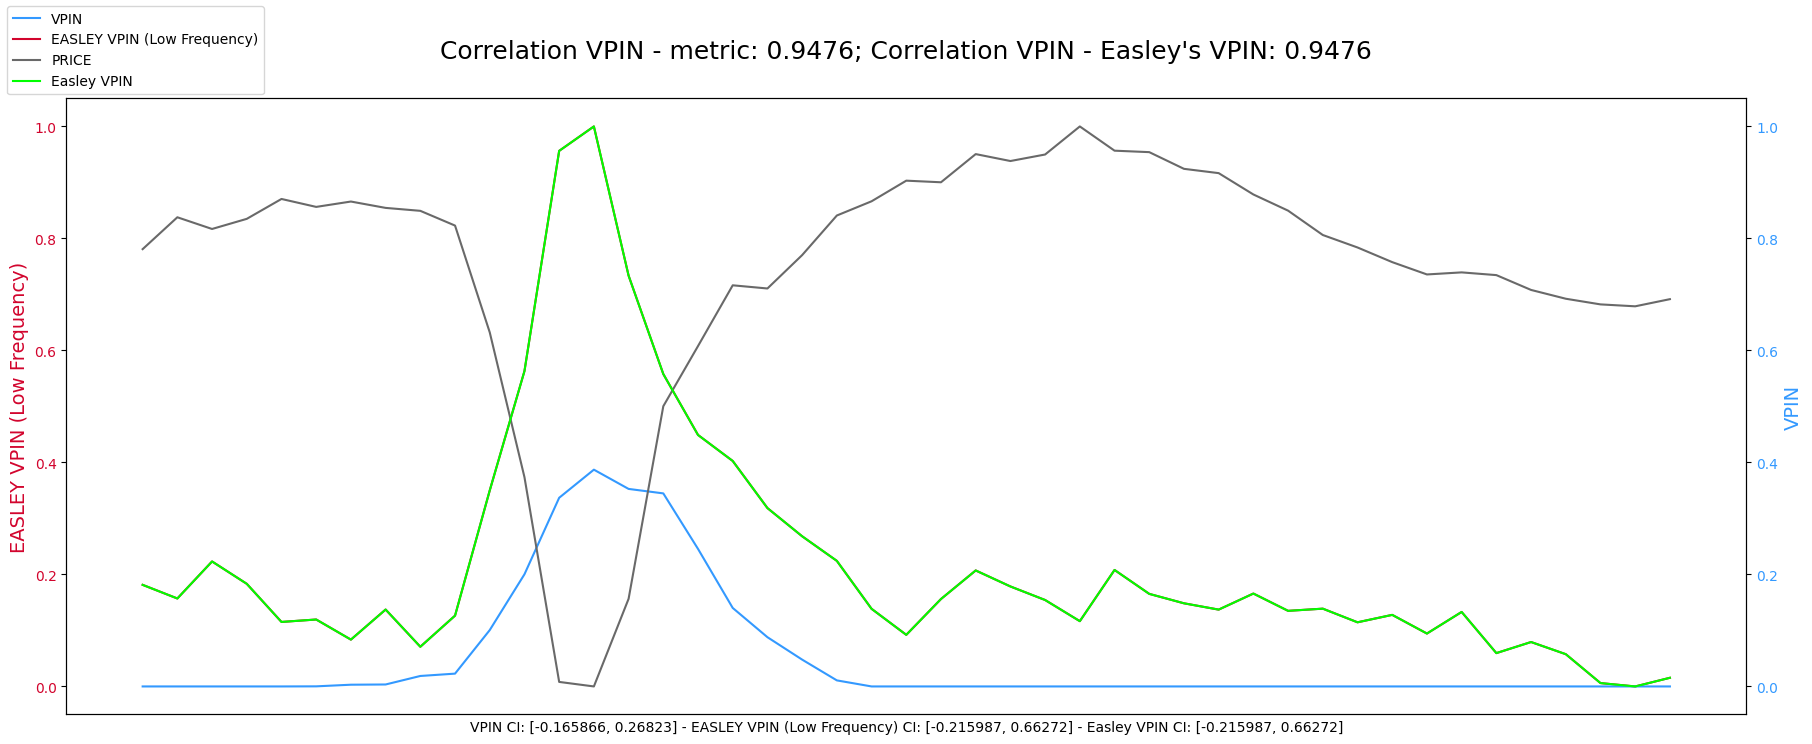 VPIN
EASLEY VPIN (Low Frequency)
PRICE
Easley VPIN
Correlation VPIN - metric: 0.9476; Correlation VPIN - Easley's VPIN: 0.9476
EASLEY VPIN (Low Frequency)
1.0
0.8
0.6
0.4
0.2
0.0
1.0
0.8
0.6
0.4
0.2
0.0
VPIN
VPIN CI: [-0.165866, 0.26823] - EASLEY VPIN (Low Frequency) CI: [-0.215987, 0.66272] - Easley VPIN CI: [-0.215987, 0.66272]